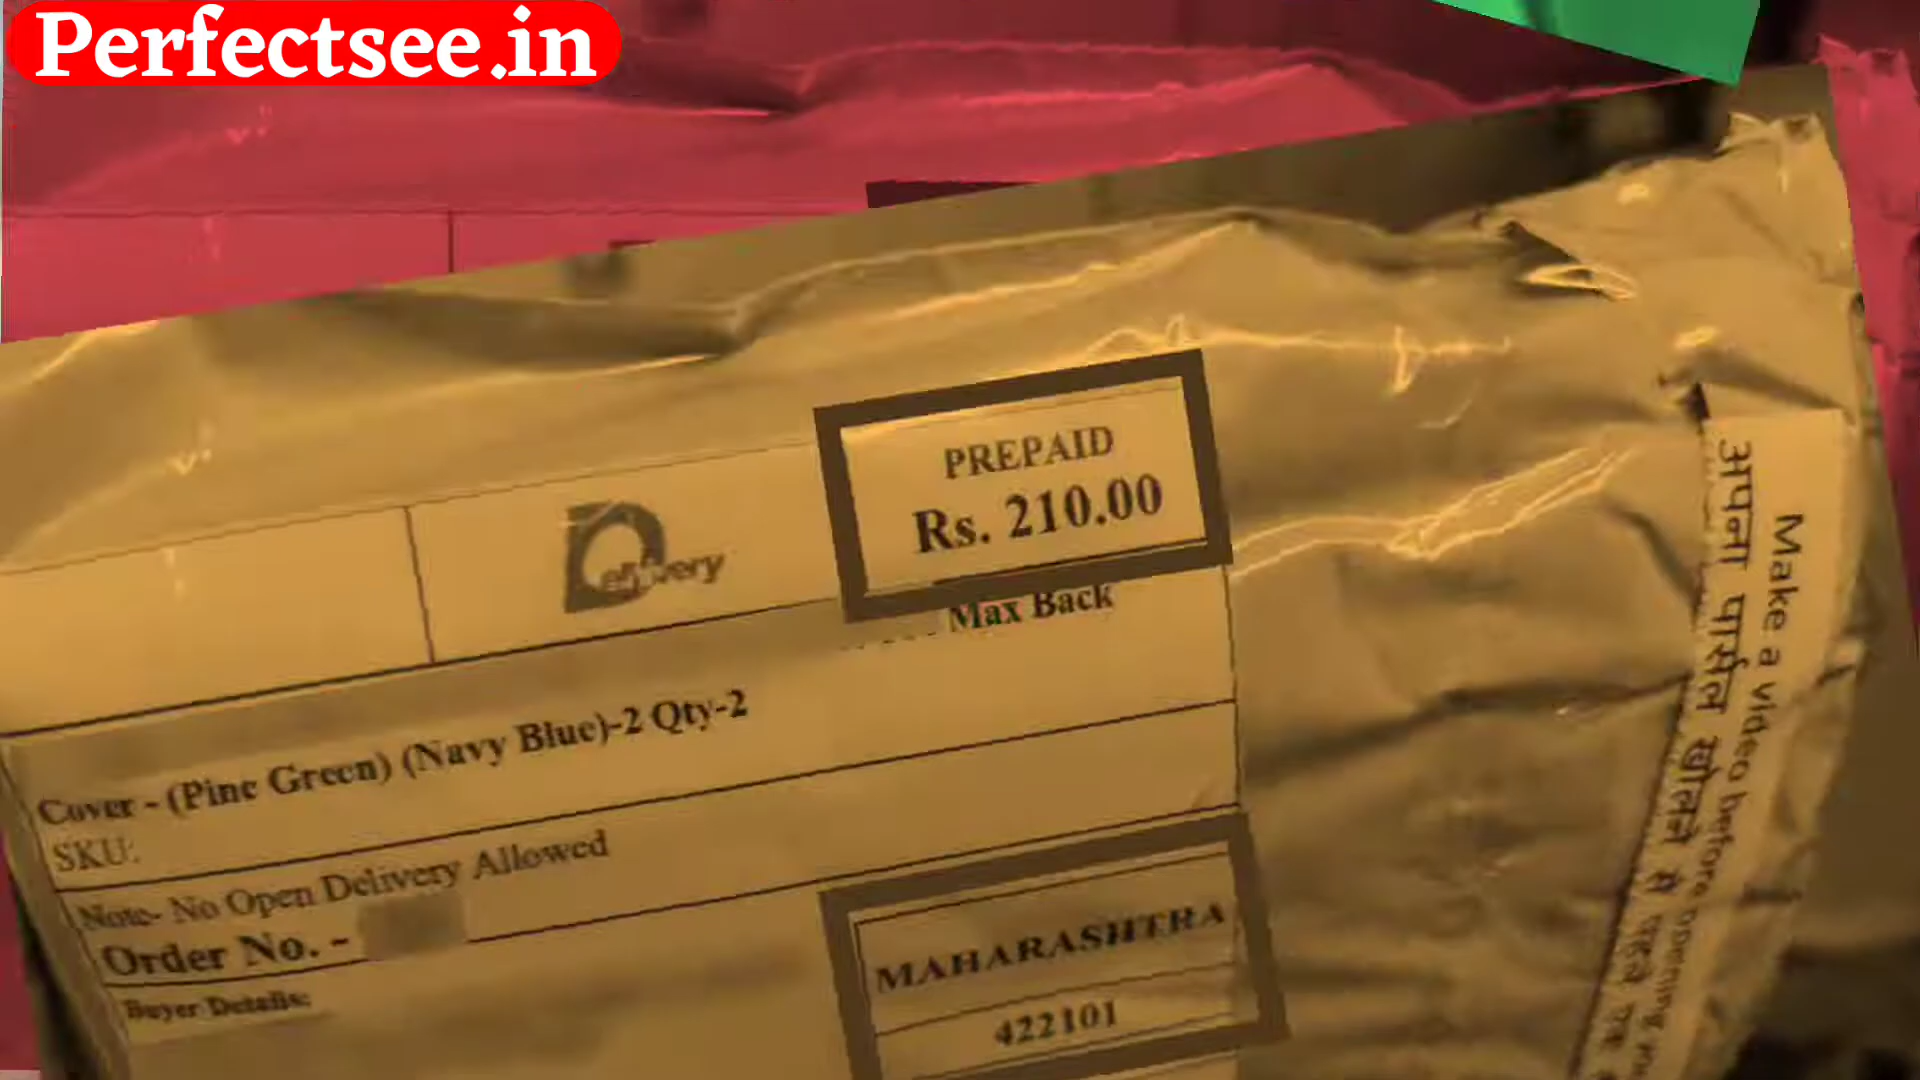 Perfectsee.in
PREPAID
Rs. 210.00
Delhivery
Max Back
Cover - (Pine Green) (Navy Blue)-2 Qty-2
SKU:
Note- No Open Delivery Allowed
Order No. -
Buyer Details:
MAHARASHTRA
422101
अपना पार्सल खोलने से पहले एक
Make a video before opening